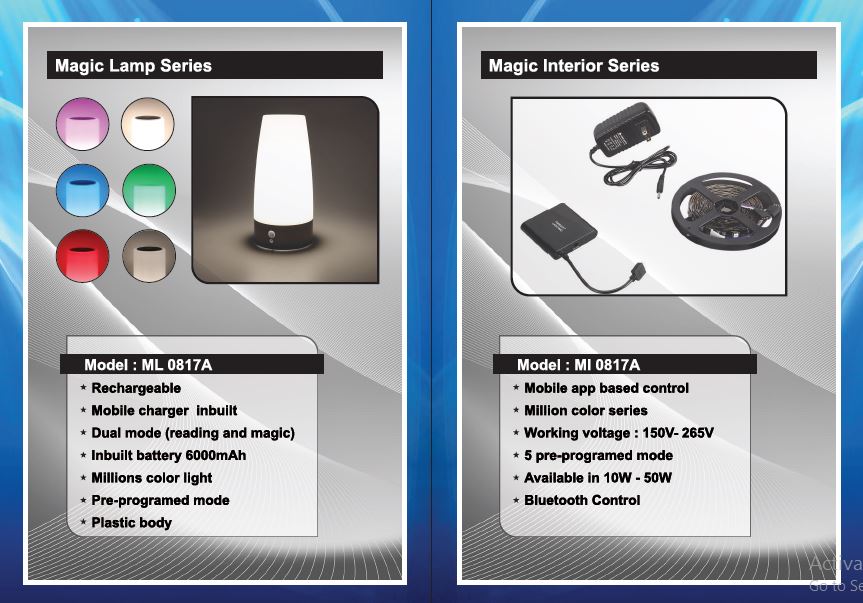 Magic Lamp Series
Model : ML 0817A
Rechargeable
Mobile charger inbuilt
Dual mode (reading and magic)
Inbuilt battery 6000mAh
Millions color light
Pre-programed mode
Plastic body
Magic Interior Series
Model : MI 0817A
Mobile app based control
Million color series
Working voltage : 150V- 265V
5 pre-programed mode
Available in 10W - 50W
Bluetooth Control
Activa
Go to Se